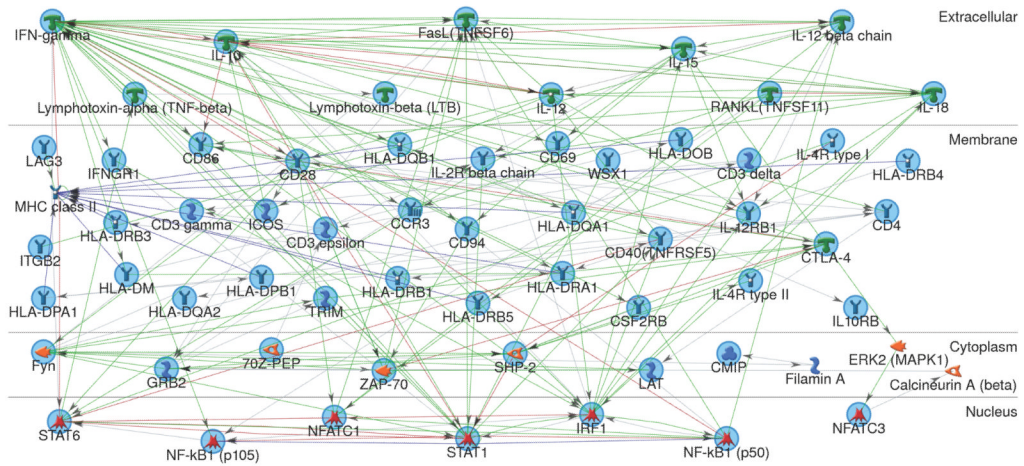 Extracellular
IFN-gamma
FasL(TNFSF6)
IL-12 beta chain
IL-10
IL-15
Lymphotoxin-alpha (TNF-beta)
Lymphotoxin-beta (LTB)
IL-12
RANKL(TNFSF11)
IL-18
Membrane
LAG3
IFNGR1
CD86
CD28
HLA-DQB1
IL-2R beta chain
CD69
WSX1
HLA-DOB
CD3 delta
IL-4R type I
HLA-DRB4
MHC class II
HLA-DRB3
CD3 gamma
ICOS
CD3 epsilon
CCR3
CD94
HLA-DQA1
CD40(TNFRSF5)
IL-12RB1
CTLA-4
CD4
ITGB2
HLA-DM
HLA-DPA1
HLA-DQA2
HLA-DPB1
TRIM
HLA-DRB1
HLA-DRB5
HLA-DRA1
CSF2RB
IL-4R type II
IL10RB
Cytoplasm
Fyn
GRB2
70Z-PEP
ZAP-70
SHP-2
LAT
CMIP
Filamin A
ERK2 (MAPK1)
Calcineurin A (beta)
Nucleus
STAT6
NF-kB1 (p105)
NFATC1
STAT1
IRF1
NF-kB1 (p50)
NFATC3